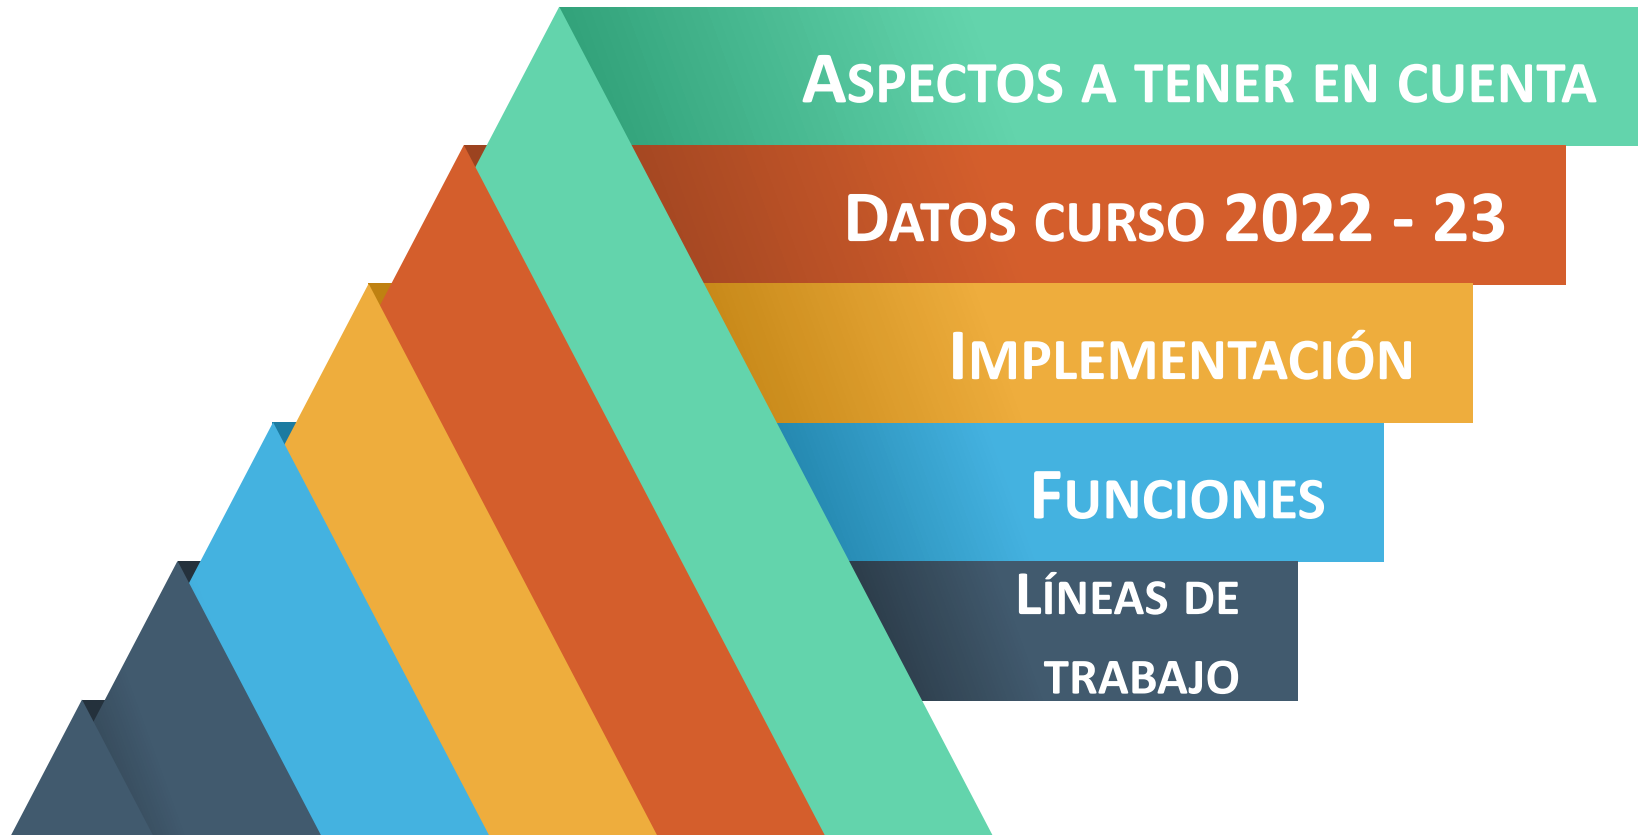 ASPECTOS A TENER EN CUENTA
DATOS CURSO 2022 - 23
IMPLEMENTACIÓN
FUNCIONES
LÍNEAS DE
TRABAJO